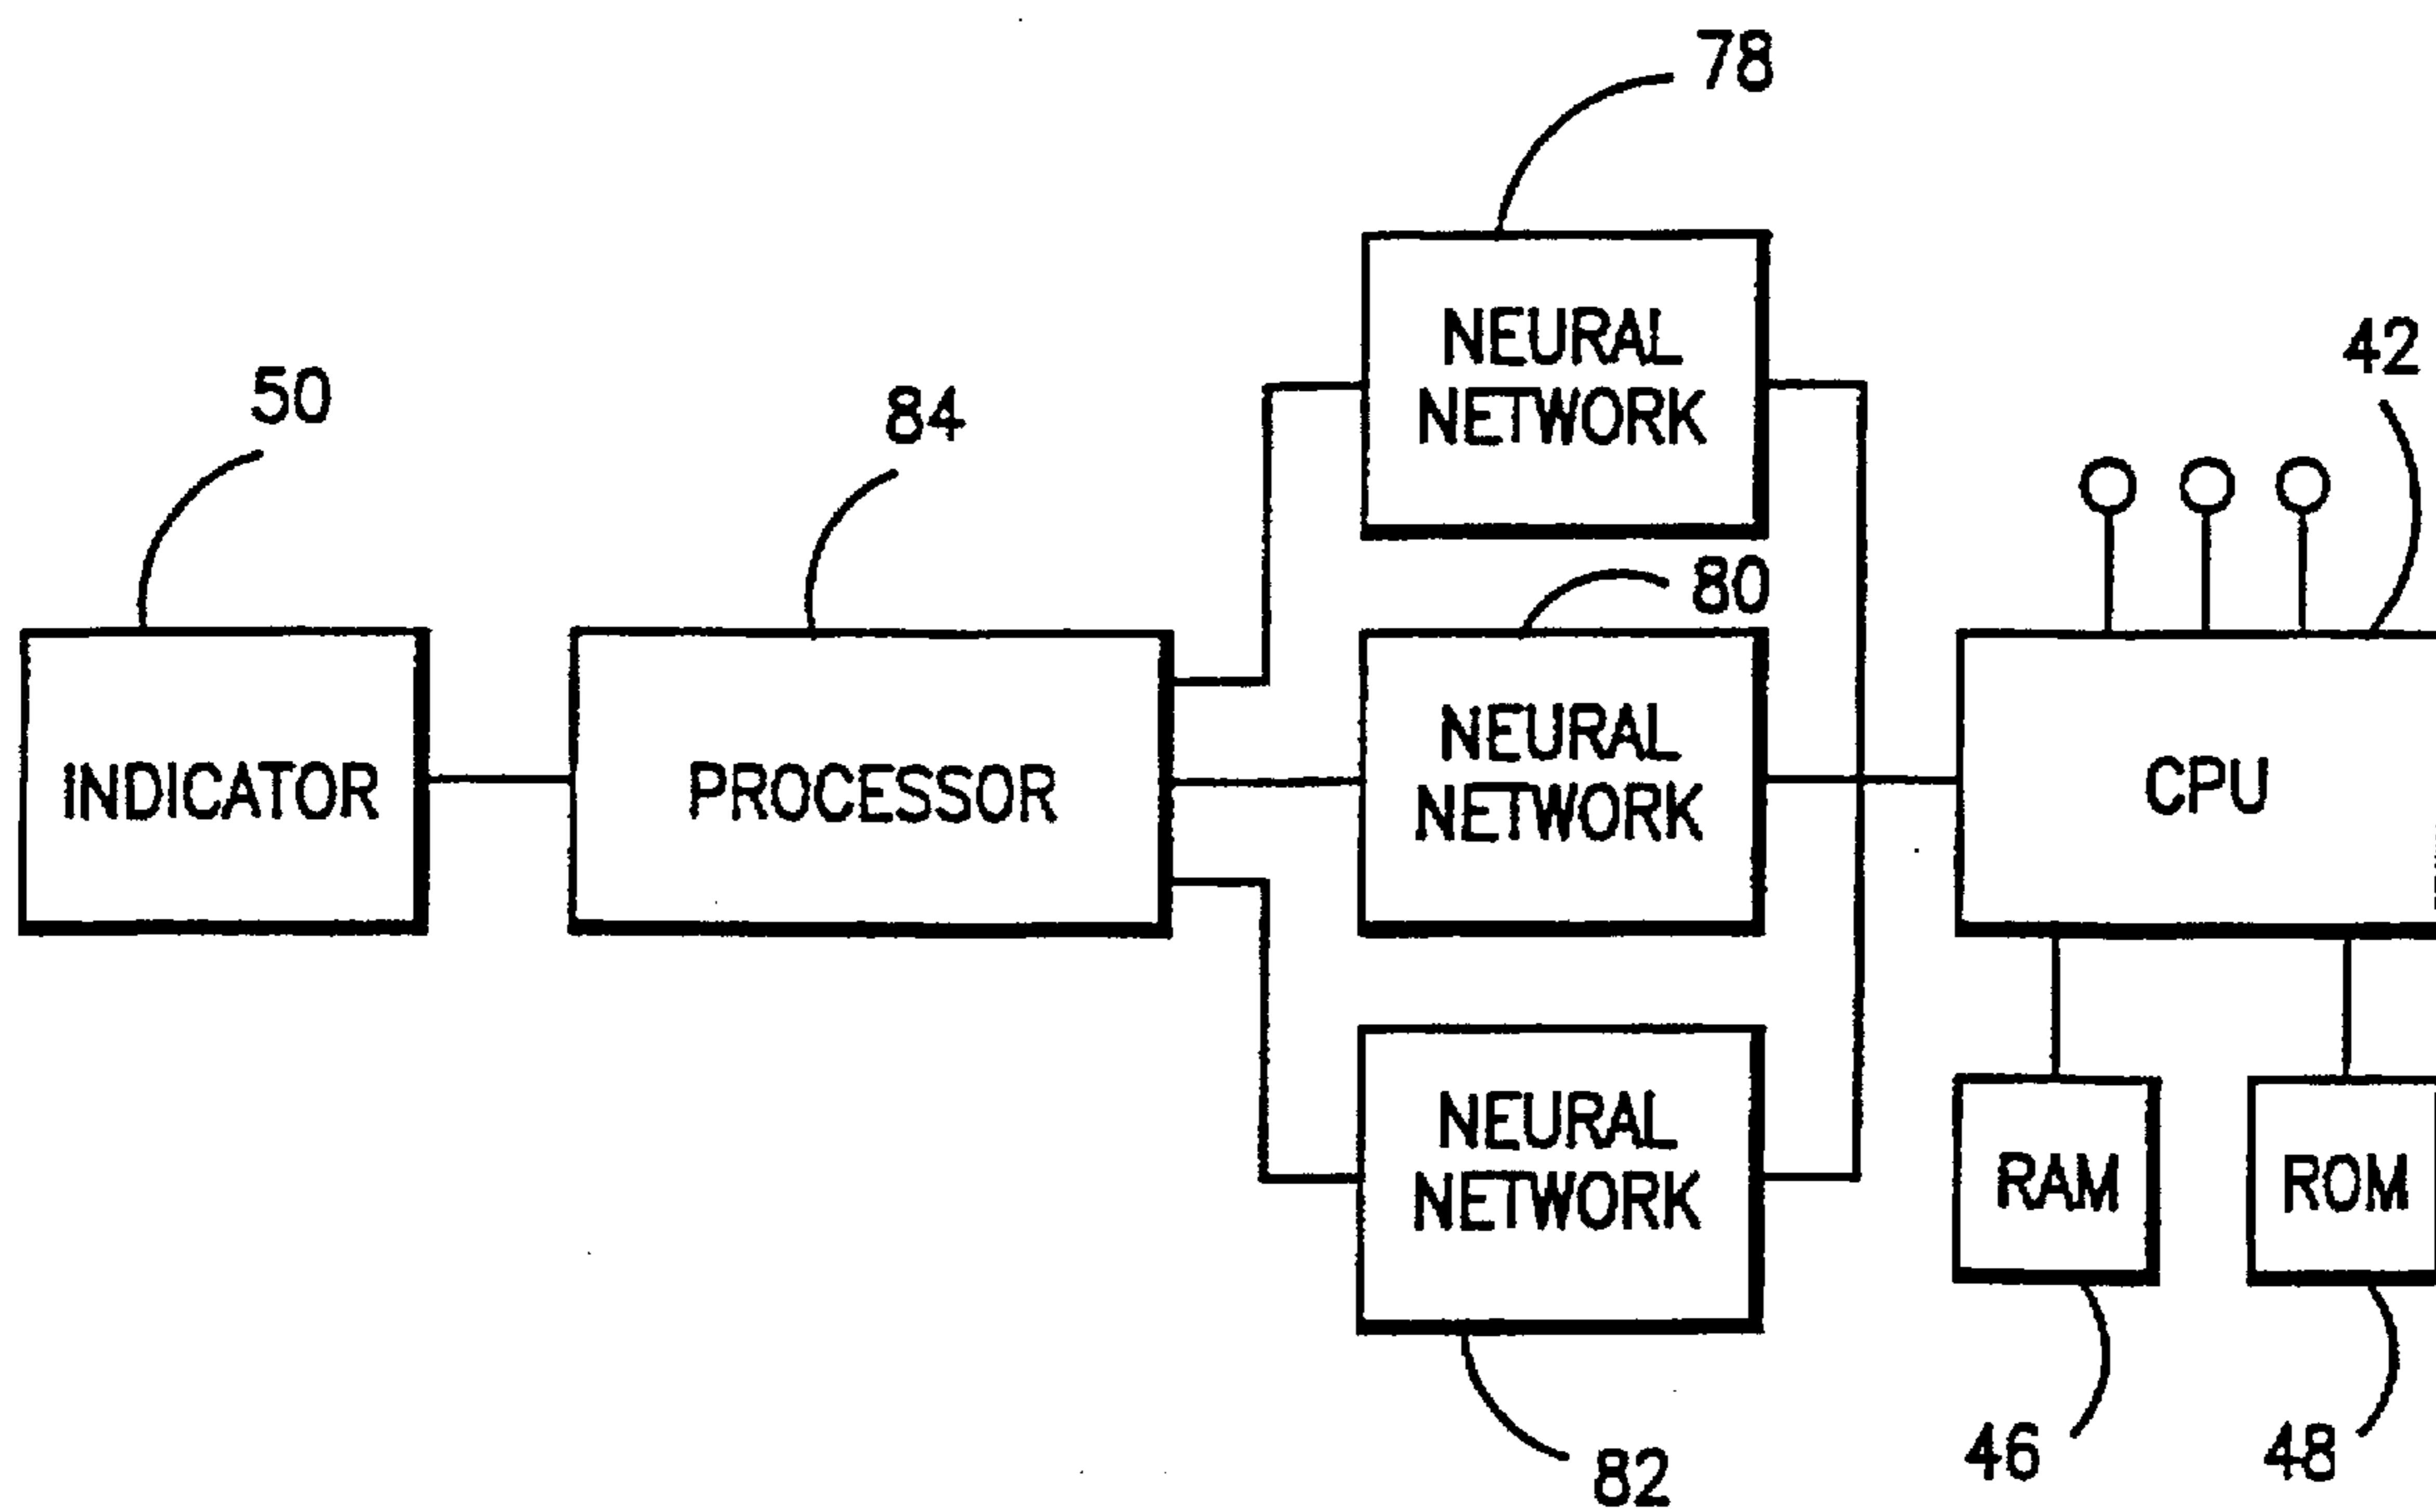 78
NEURAL
NETWORK
42
50
84
80
INDICATOR
PROCESSOR
NEURAL
NETWORK
CPU
NEURAL
NETWORK
RAM
ROM
82
46
48